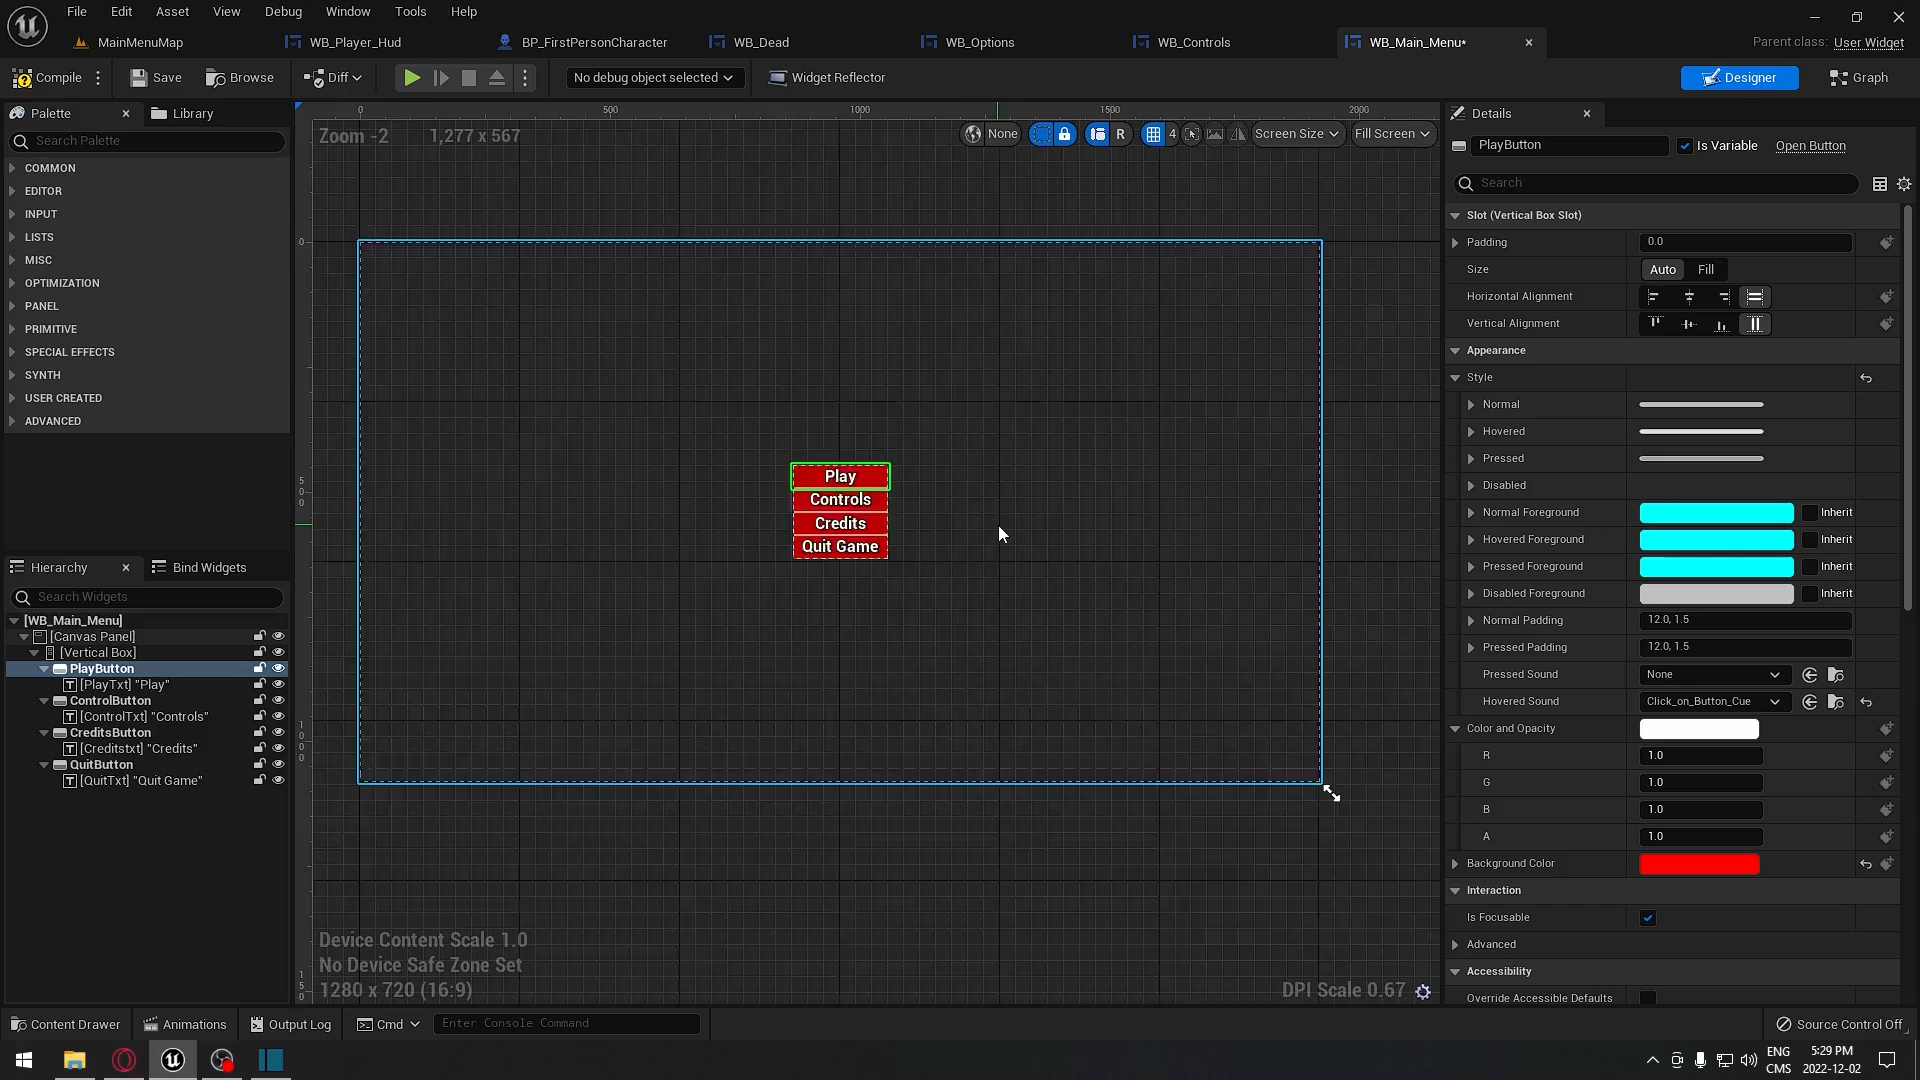 File Edit Asset View Debug Window Tools Help
MainMenuMap WB_Player_Hud BP_FirstPersonCharacter WB_Dead WB_Options WB_Controls WB_Main_Menu* Parent class: User Widget
Compile Save Browse Diff No debug object selected Widget Reflector Designer Graph
Palette Library
Search Palette
COMMON
EDITOR
INPUT
LISTS
MISC
OPTIMIZATION
PANEL
PRIMITIVE
SPECIAL EFFECTS
SYNTH
USER CREATED
ADVANCED
Hierarchy Bind Widgets
Search Widgets
[WB_Main_Menu]
[Canvas Panel]
[Vertical Box]
PlayButton
[PlayTxt] "Play"
ControlButton
[ControlTxt] "Controls"
CreditsButton
[Creditstxt] "Credits"
QuitButton
[QuitTxt] "Quit Game"
0 500 1000 1500 2000
Zoom -2 1,277 x 567 None R 4 Screen Size Fill Screen
0
500
1000
150
Play
Controls
Credits
Quit Game
Device Content Scale 1.0
No Device Safe Zone Set
1280 x 720 (16:9) DPI Scale 0.67
Details
PlayButton Is Variable Open Button
Search
Slot (Vertical Box Slot)
Padding 0.0
Size Auto Fill
Horizontal Alignment
Vertical Alignment
Appearance
Style
Normal
Hovered
Pressed
Disabled
Normal Foreground Inherit
Hovered Foreground Inherit
Pressed Foreground Inherit
Disabled Foreground Inherit
Normal Padding 12.0, 1.5
Pressed Padding 12.0, 1.5
Pressed Sound None
Hovered Sound Click_on_Button_Cue
Color and Opacity
R 1.0
G 1.0
B 1.0
A 1.0
Background Color
Interaction
Is Focusable
Advanced
Accessibility
Override Accessible Defaults
Content Drawer Animations Output Log Cmd Enter Console Command Source Control Off
ENG 5:29 PM
CMS 2022-12-02